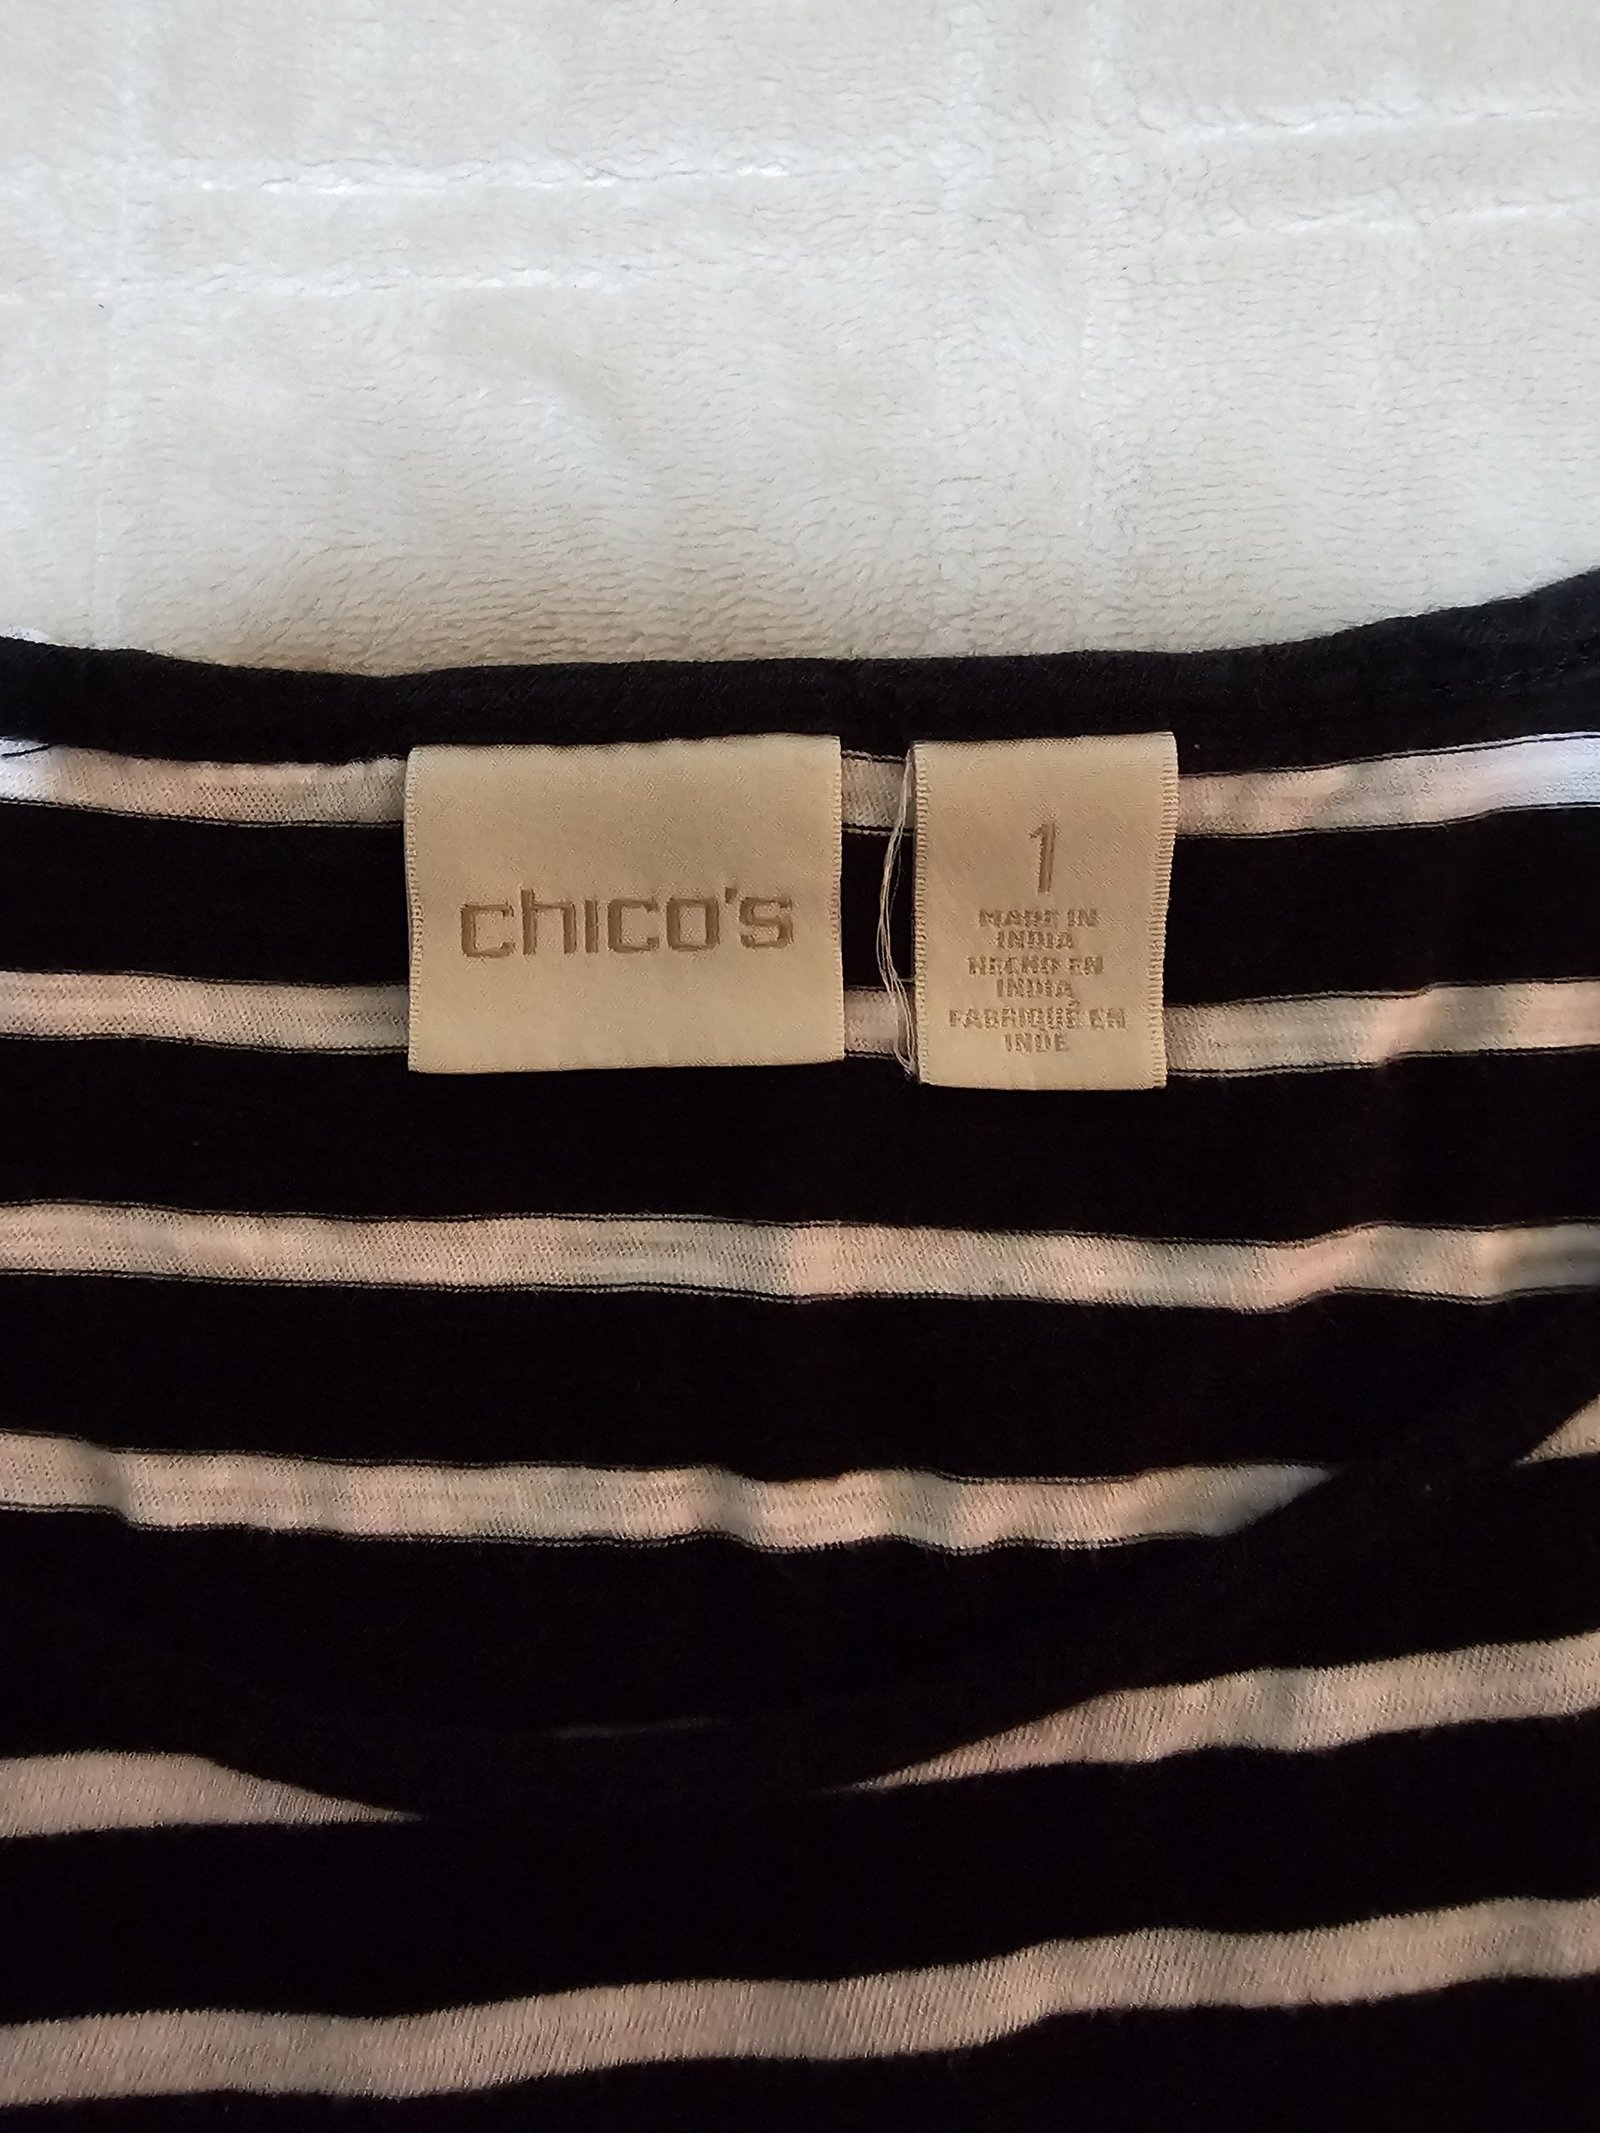 chico's
1
MADE IN
INDIA
HECHO EN
INDIA
FABRIQUÉ EN
INDE